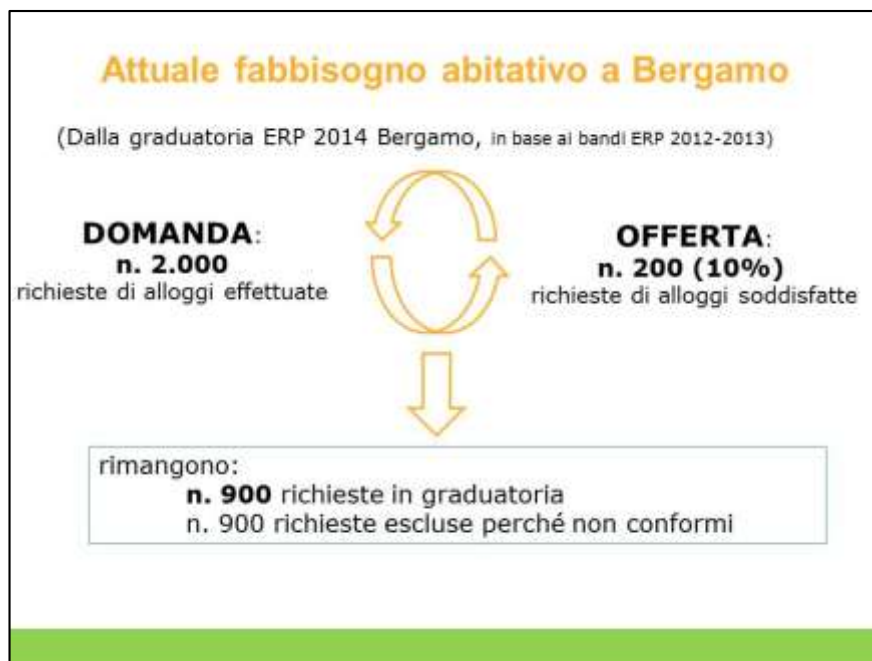 Attuale fabbisogno abitativo a Bergamo
(Dalla graduatoria ERP 2014 Bergamo, in base ai bandi ERP 2012-2013)
DOMANDA:
n. 2.000
richieste di alloggi effettuate
OFFERTA:
n. 200 (10%)
richieste di alloggi soddisfatte
rimangono:
n. 900 richieste in graduatoria
n. 900 richieste escluse perché non conformi